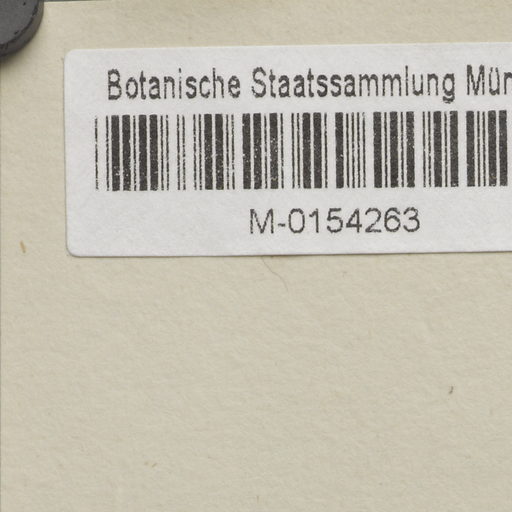 Botanische Staatssammlung Mün
M-0154263